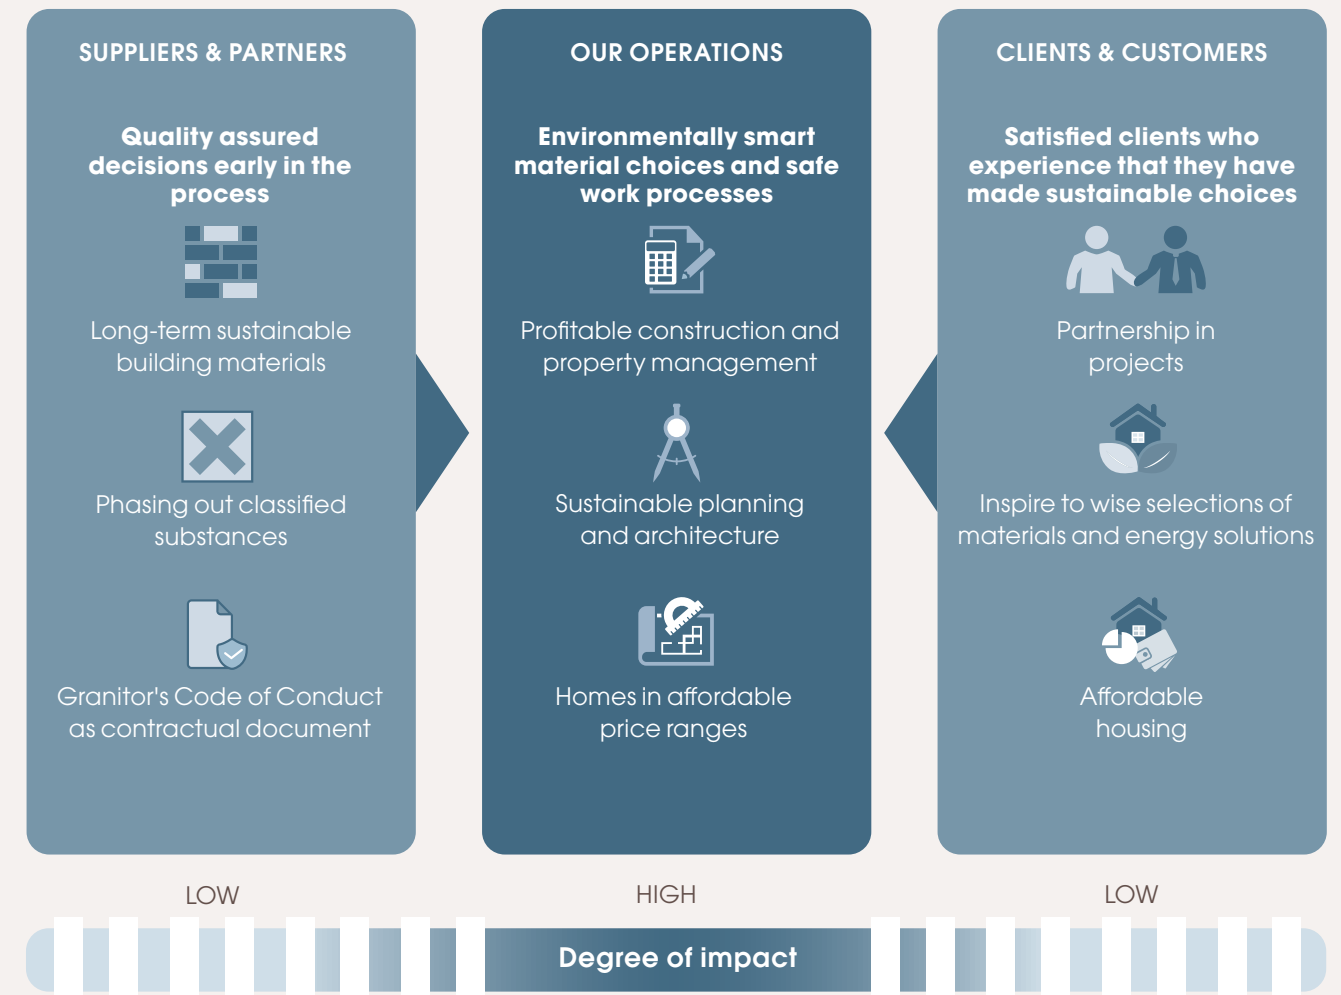 SUPPLIERS & PARTNERS
Quality assured
decisions early in the
process
Long-term sustainable
building materials
Phasing out classified
substances
Granitor's Code of Conduct
as contractual document
OUR OPERATIONS
Environmentally smart
material choices and safe
work processes
Profitable construction and
property management
Sustainable planning
and architecture
Homes in affordable
price ranges
CLIENTS & CUSTOMERS
Satisfied clients who
experience that they have
made sustainable choices
Partnership in
projects
Inspire to wise selections of
materials and energy solutions
Affordable
housing
LOW
HIGH
LOW
Degree of impact